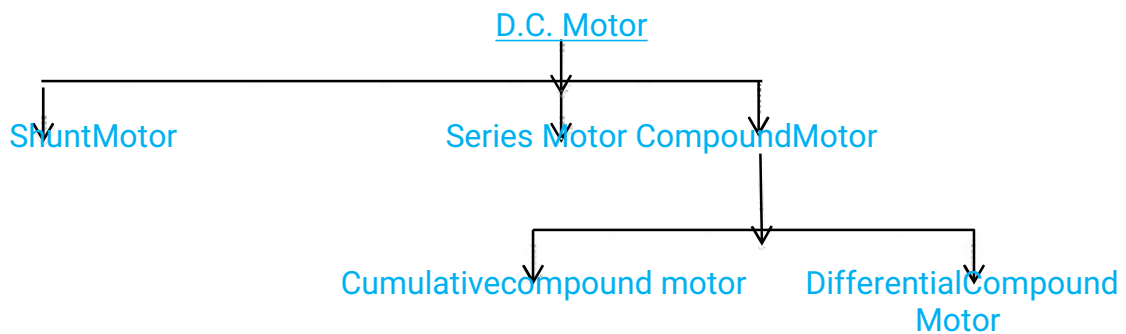 D.C. Motor
ShuntMotor
Series Motor CompoundMotor
Cumulativecompound motor
DifferentialCompound
Motor